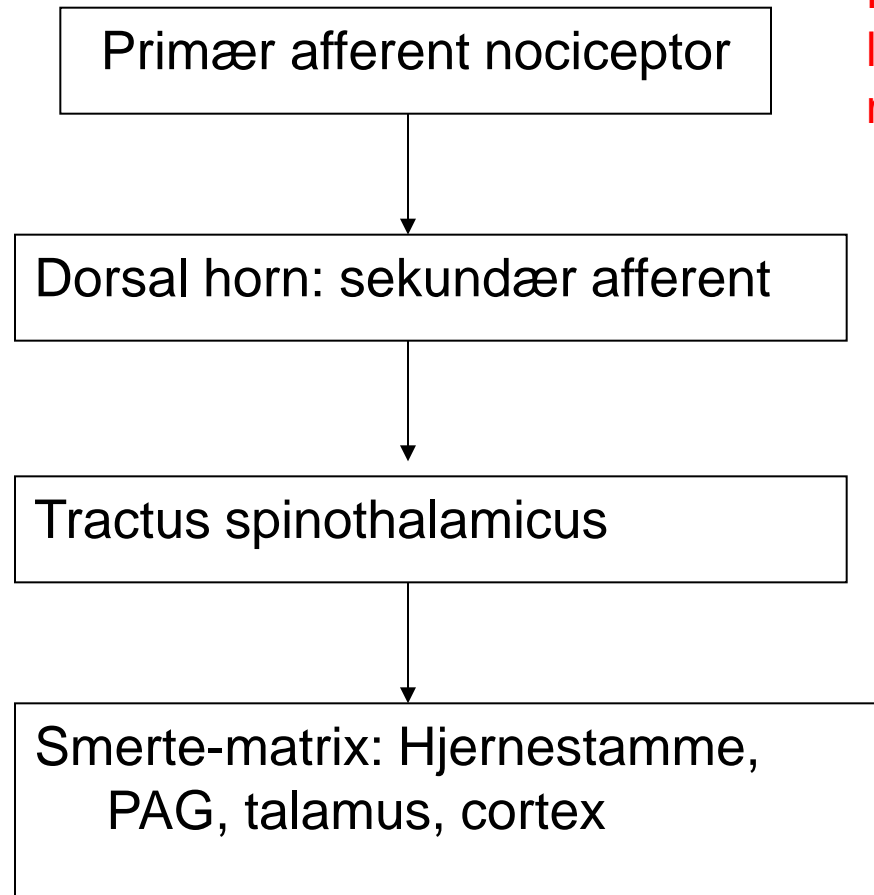 Primær afferent nociceptor
Dorsal horn: sekundær afferent
Tractus spinothalamicus
Smerte-matrix: Hjernestamme,
PAG, talamus, cortex